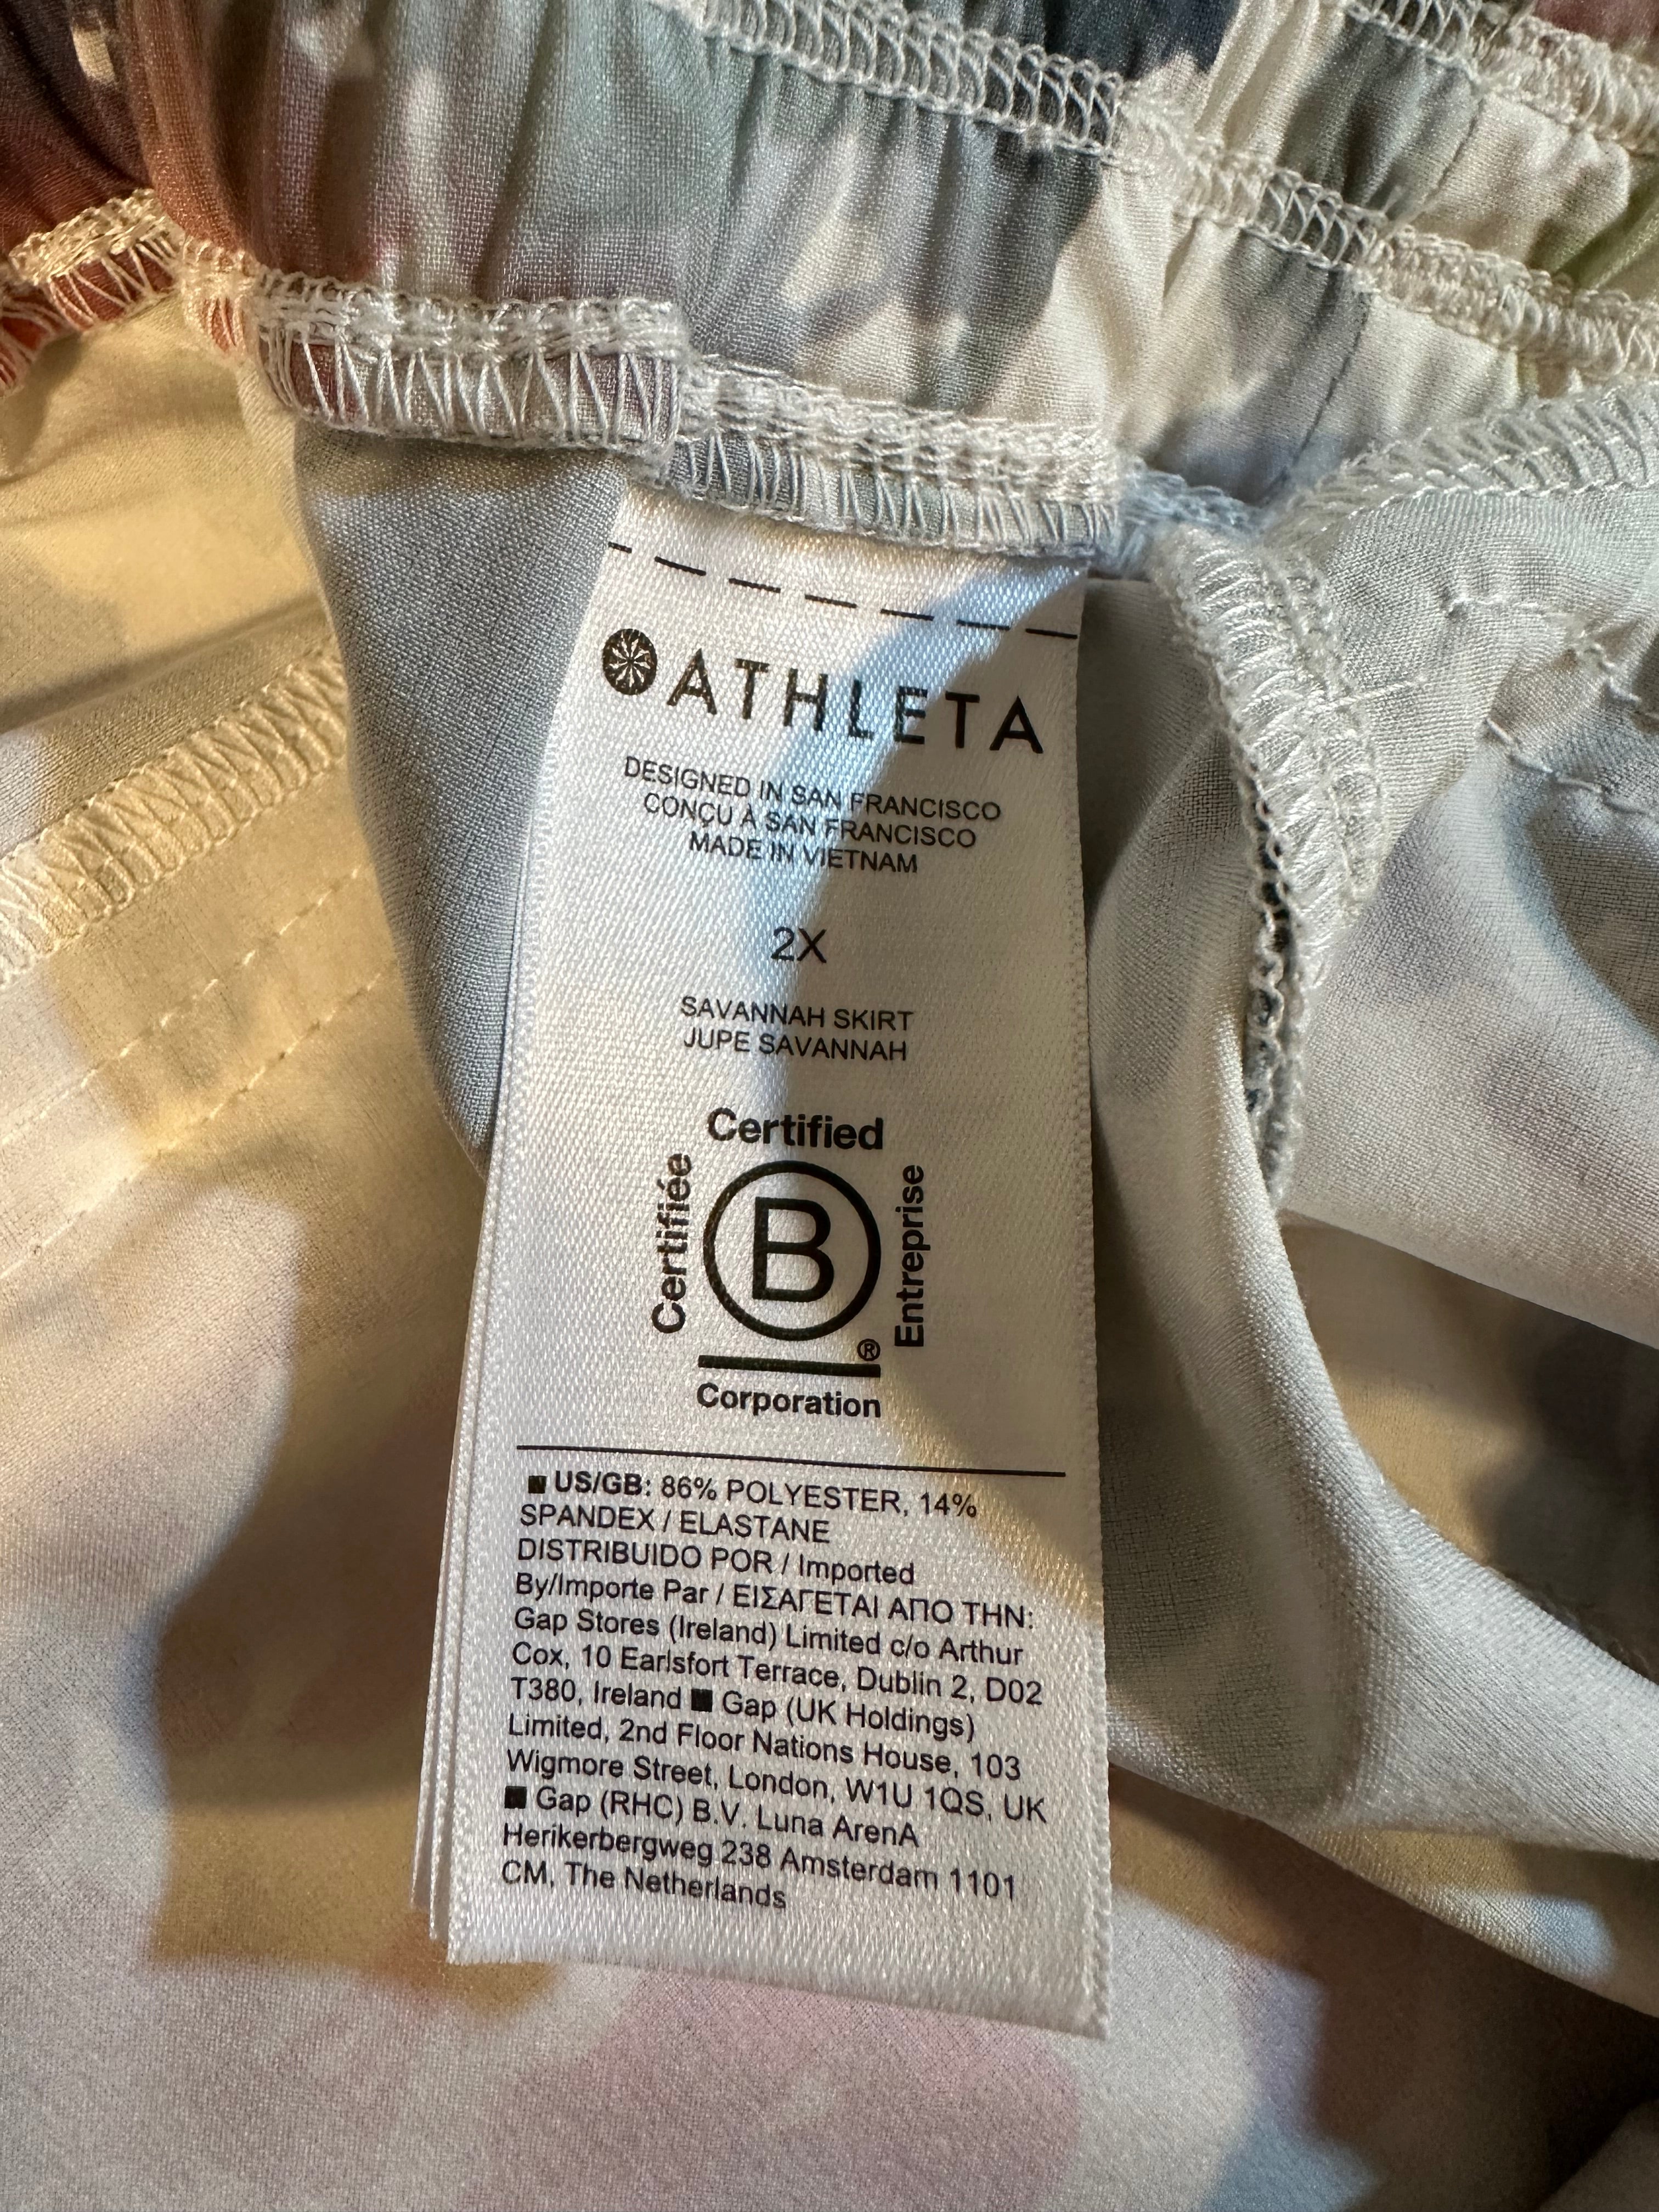 ATHLETA
DESIGNED IN SAN FRANCISCO
CONÇU À SAN FRANCISCO
MADE IN VIETNAM
2X
SAVANNAH SKIRT
JUPE SAVANNAH
Certified
Certifiée
B
Entreprise
®
Corporation
■ US/GB: 86% POLYESTER, 14%
SPANDEX / ELASTANE
DISTRIBUIDO POR / Imported
By/Importe Par / ΕΙΣΑΓΕΤΑΙ ΑΠΟ ΤΗΝ:
Gap Stores (Ireland) Limited c/o Arthur
Cox, 10 Earlsfort Terrace, Dublin 2, D02
T380, Ireland ■ Gap (UK Holdings)
Limited, 2nd Floor Nations House, 103
Wigmore Street, London, W1U 1QS, UK
■ Gap (RHC) B.V. Luna ArenA
Herikerbergweg 238 Amsterdam 1101
CM, The Netherlands